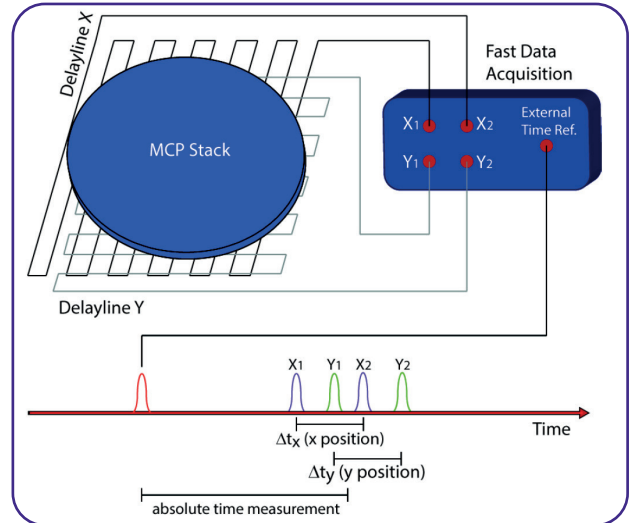 Delayline X
Fast Data
Acquisition
MCP Stack
X1
X2
External
Time Ref.
Y1
Y2
Delayline Y
X1
Y1
X2
Y2
Time
Δtx (x position)
Δty (y position)
absolute time measurement